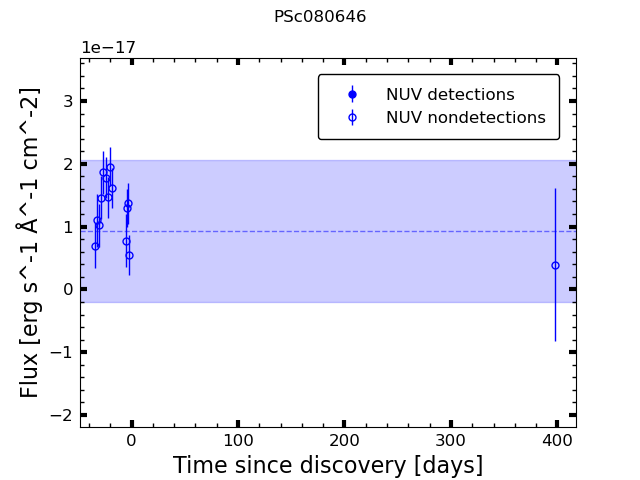 PSc080646
1e−17
NUV detections
NUV nondetections
3
2
1
0
−1
−2
Flux [erg s^-1 Å^-1 cm^-2]
0 100 200 300 400
Time since discovery [days]